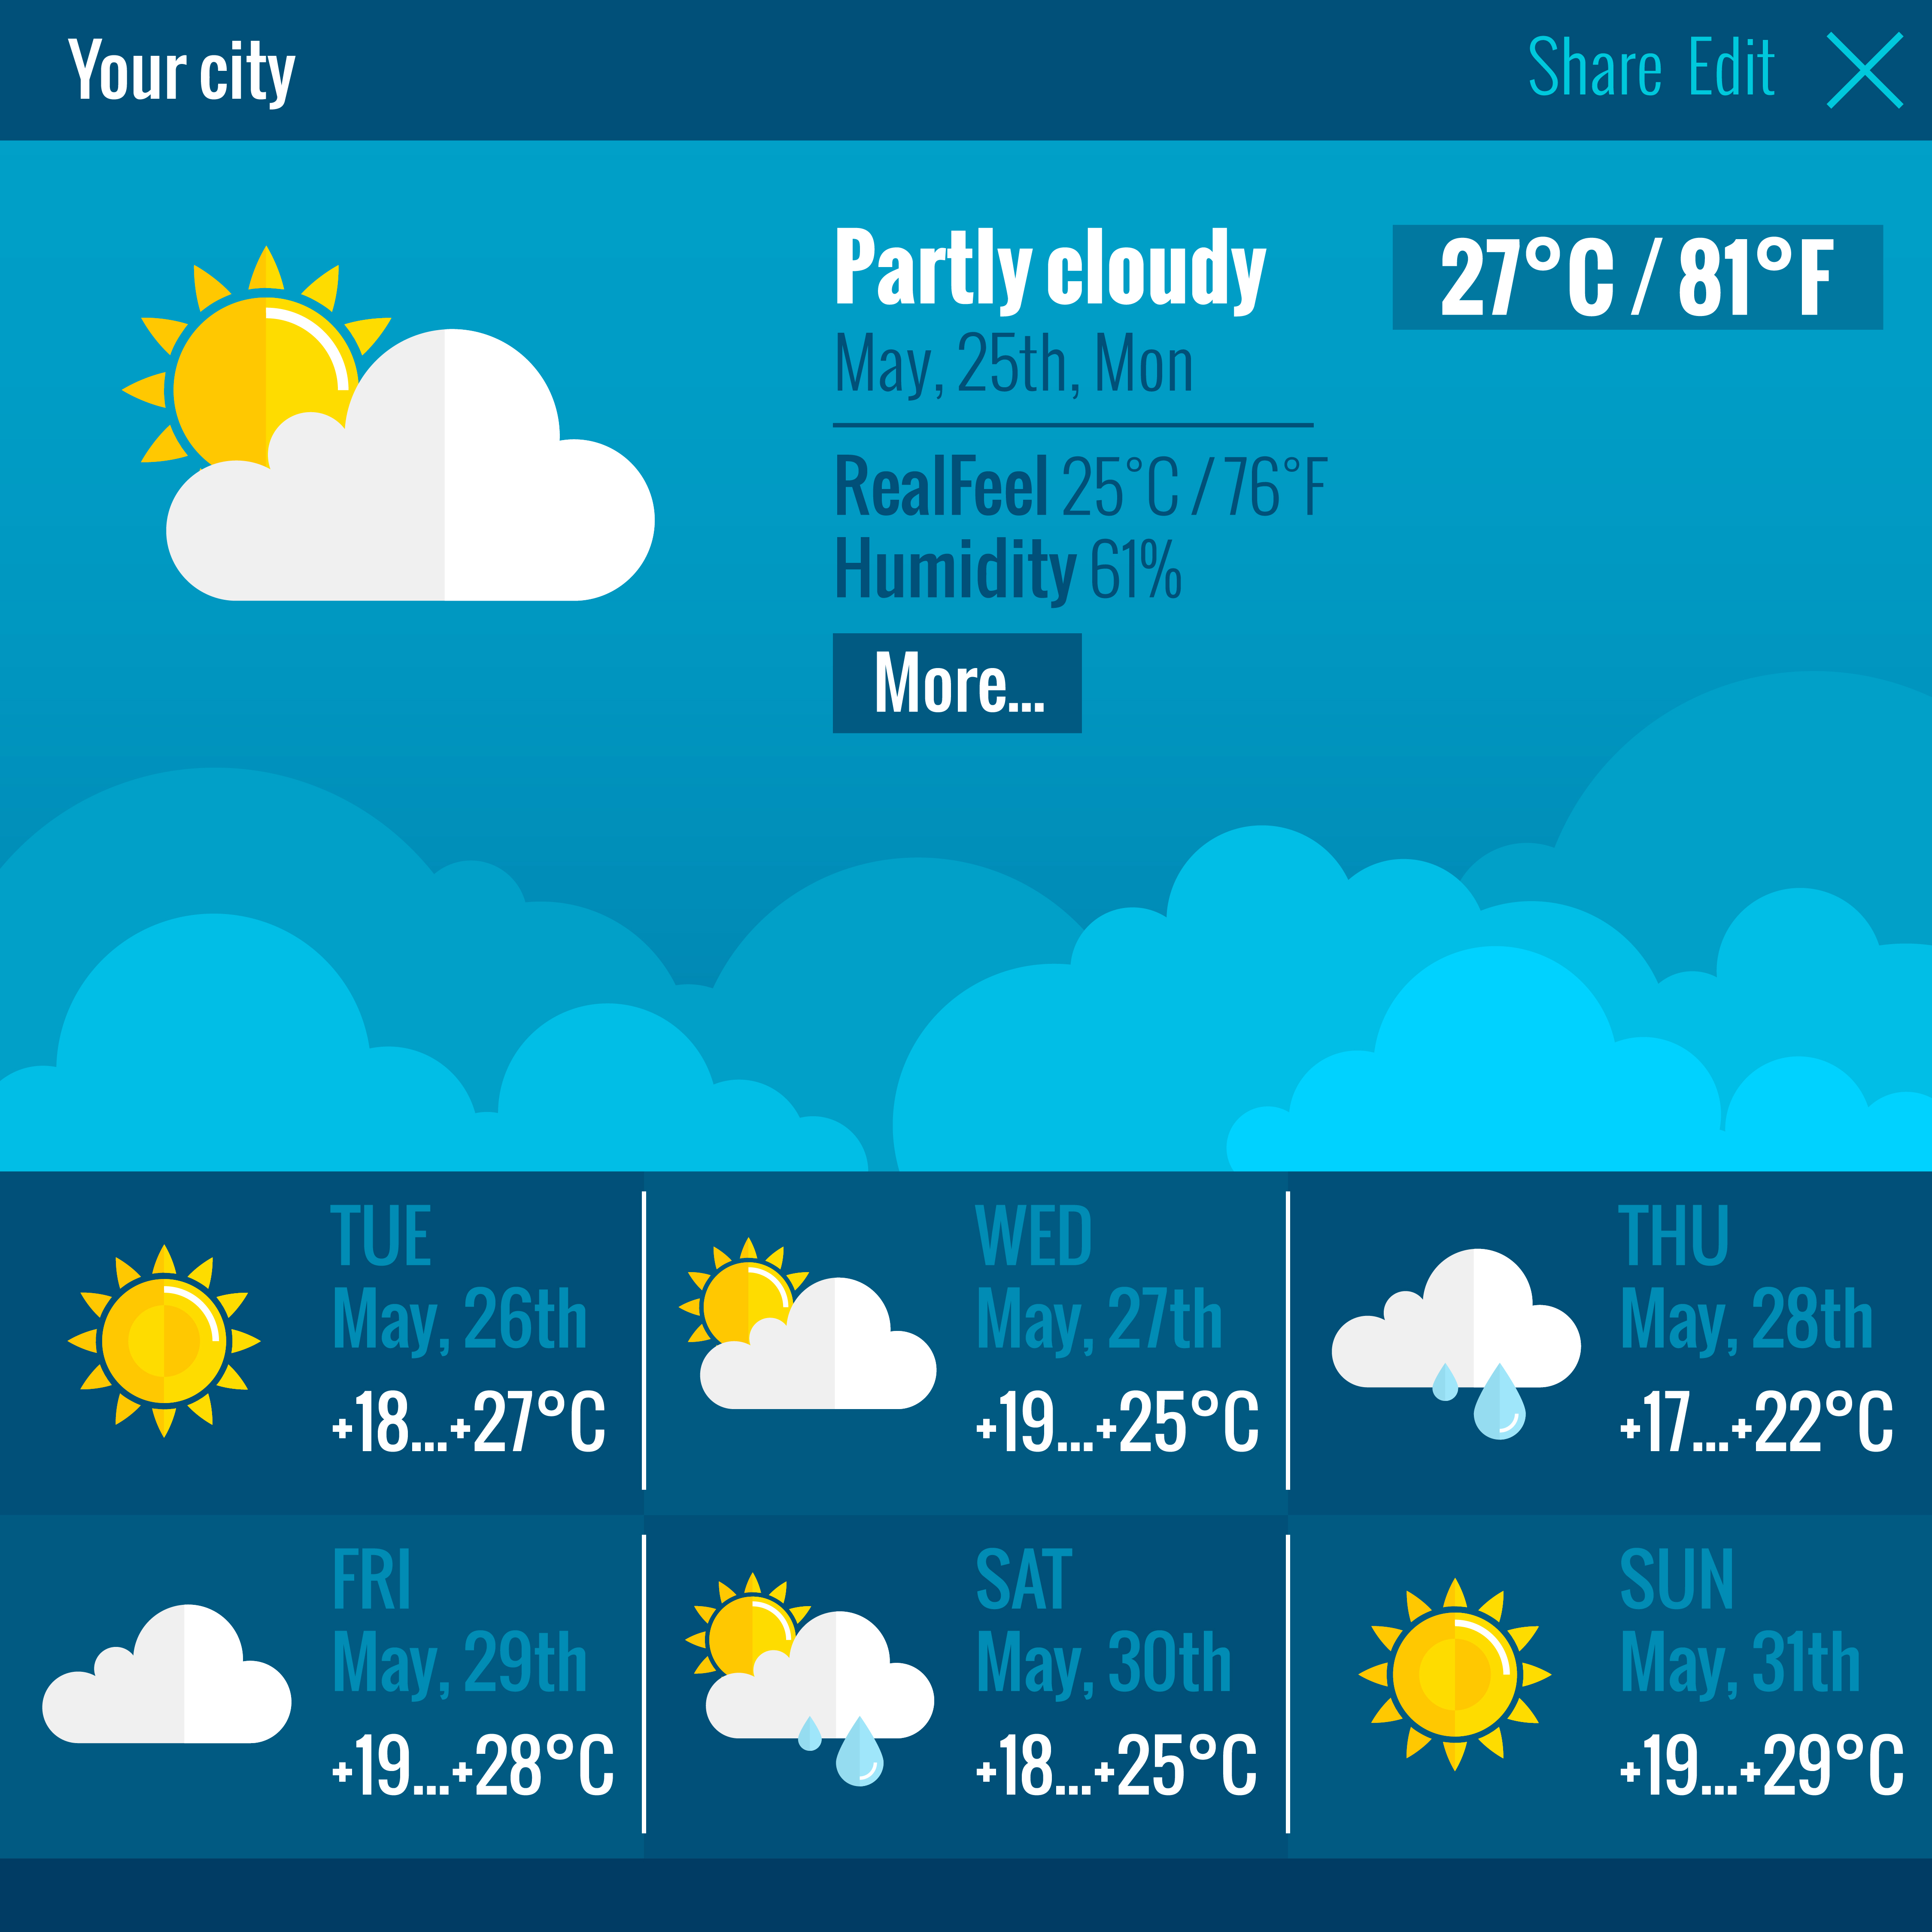 Your city
Share Edit
Partly cloudy
27°C / 81°F
May, 25th, Mon
RealFeel 25°C / 76°F
Humidity 61%
More...
TUE
May, 26th
+18...+27°C
WED
May, 27th
+19...+25°C
THU
May, 28th
+17...+22°C
FRI
May, 29th
+19...+28°C
SAT
May, 30th
+18...+25°C
SUN
May, 31th
+19...+29°C